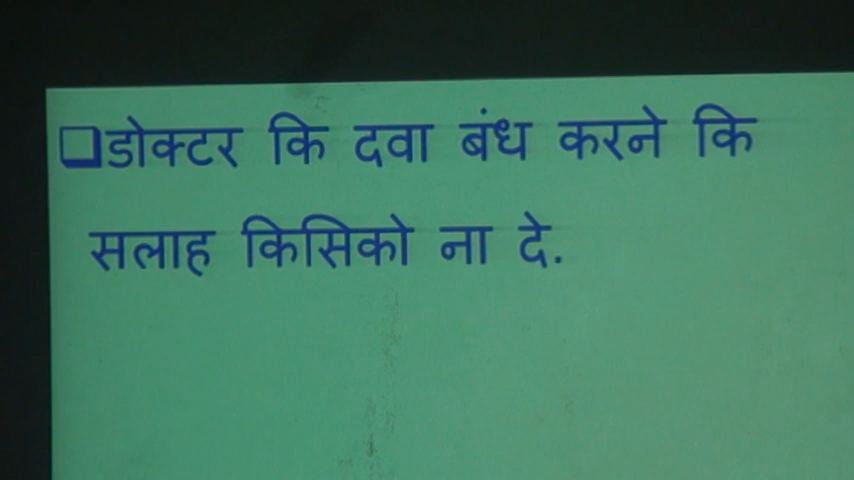 ❑डोक्टर कि दवा बंध करने कि
सलाह किसिको ना दे.